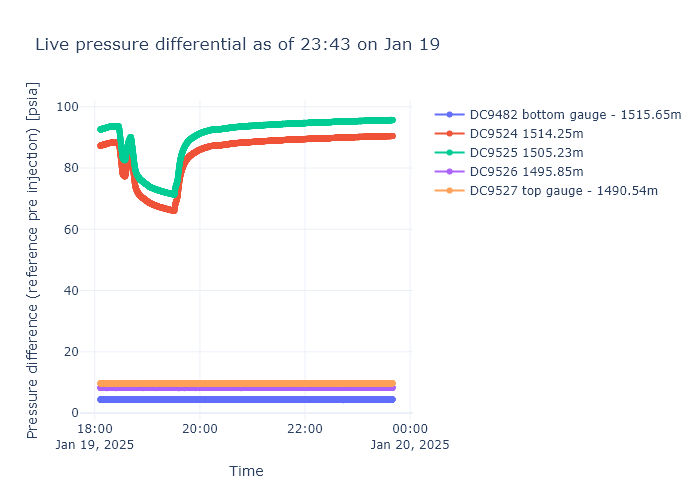 Live pressure differential as of 23:43 on Jan 19
Pressure difference (reference pre injection) [psia]
100
80
60
40
20
0
18:00
Jan 19, 2025
20:00
22:00
00:00
Jan 20, 2025
Time
DC9482 bottom gauge - 1515.65m
DC9524 1514.25m
DC9525 1505.23m
DC9526 1495.85m
DC9527 top gauge - 1490.54m